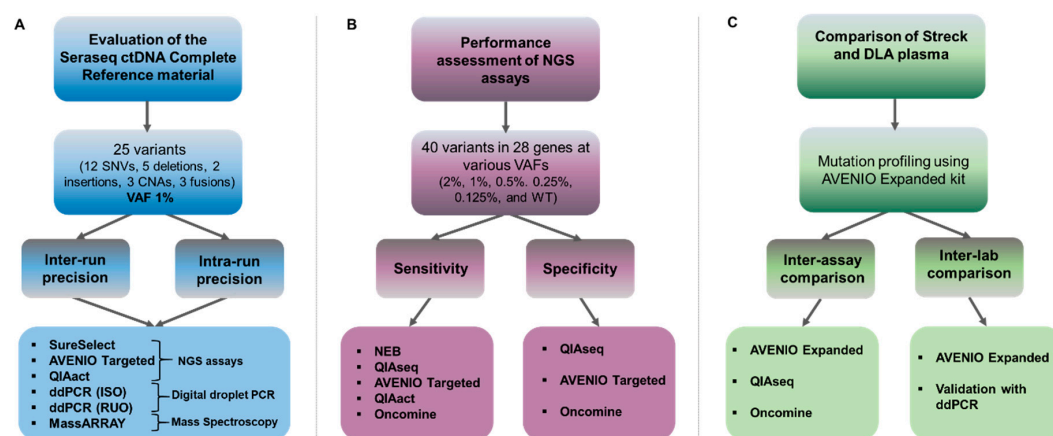 A
Evaluation of the
Seraseq ctDNA Complete
Reference material
25 variants
(12 SNVs, 5 deletions, 2
insertions, 3 CNAs, 3 fusions)
VAF 1%
Inter-run
precision
Intra-run
precision
SureSelect
AVENIO Targeted
QIAact
NGS assays
ddPCR (ISO)
ddPCR (RUO)
Digital droplet PCR
MassARRAY
Mass Spectroscopy
B
Performance
assessment of NGS
assays
40 variants in 28 genes at
various VAFs
(2%, 1%, 0.5%. 0.25%,
0.125%, and WT)
Sensitivity
Specificity
NEB
QIAseq
AVENIO Targeted
QIAact
Oncomine
QIAseq
AVENIO Targeted
Oncomine
C
Comparison of Streck
and DLA plasma
Mutation profiling using
AVENIO Expanded kit
Inter-assay
comparison
Inter-lab
comparison
AVENIO Expanded
QIAseq
Oncomine
AVENIO Expanded
Validation with
ddPCR